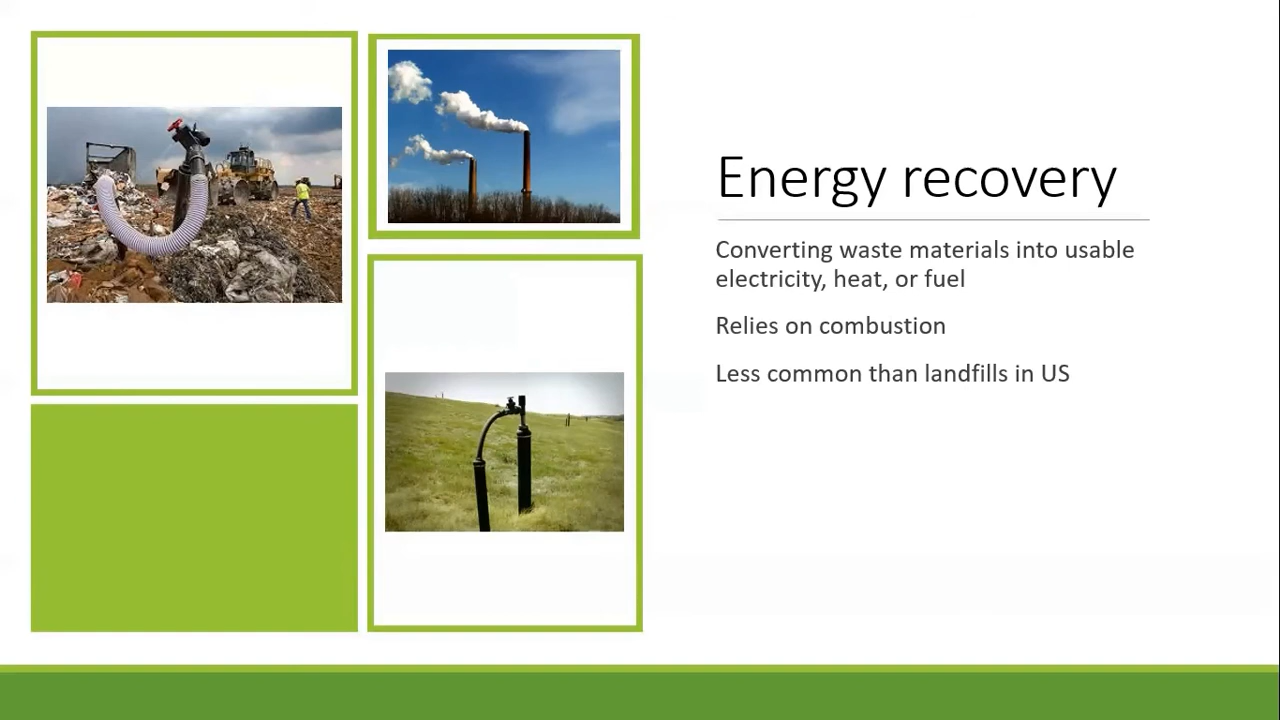 Energy recovery
Converting waste materials into usable
electricity, heat, or fuel
Relies on combustion
Less common than landfills in US